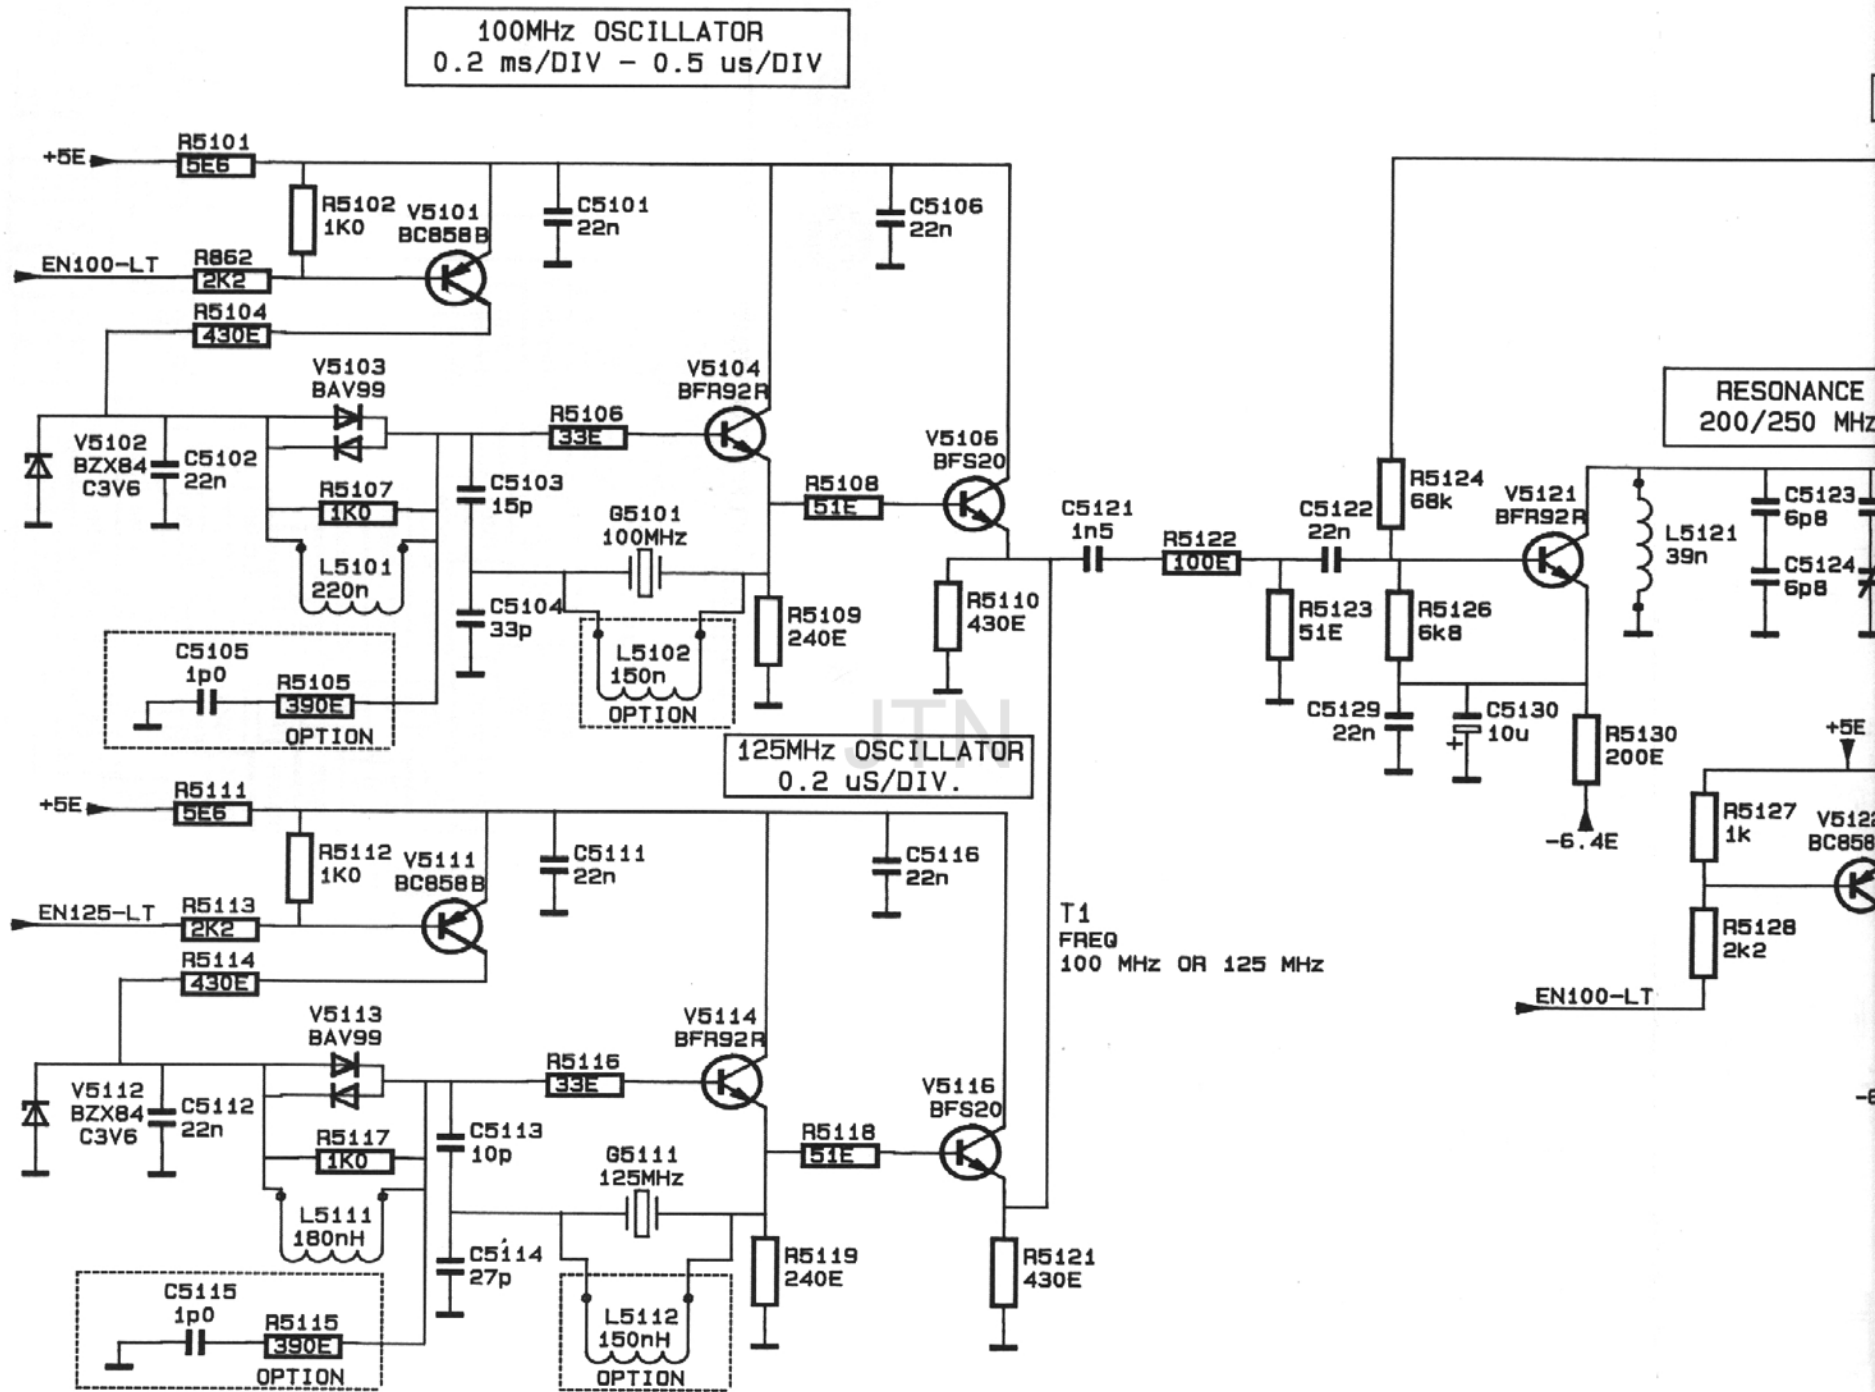 100MHz OSCILLATOR
0.2 ms/DIV - 0.5 us/DIV
+5E
R5101
5E6
R5102
1K0
V5101
BC858B
C5101
22n
C5106
22n
EN100-LT
R862
2K2
R5104
430E
V5103
BAV99
V5102
BZX84
C3V6
C5102
22n
R5107
1K0
L5101
220n
C5105
1p0
R5105
390E
OPTION
C5103
15p
C5104
33p
R5106
33E
V5104
BFR92R
G5101
100MHz
L5102
150n
OPTION
R5108
51E
R5109
240E
V5106
BFS20
R5110
430E
C5121
1n5
R5122
100E
R5123
51E
C5122
22n
R5124
68k
R5126
6k8
V5121
BFR92R
RESONANCE
200/250 MHz
L5121
39n
C5123
6p8
C5124
6p8
C5129
22n
C5130
10u
+
R5130
200E
-6.4E
+5E
R5127
1k
V5122
BC858
R5128
2k2
EN100-LT
JTN
125MHz OSCILLATOR
0.2 uS/DIV.
+5E
R5111
5E6
R5112
1K0
V5111
BC858B
C5111
22n
C5116
22n
EN125-LT
R5113
2K2
R5114
430E
V5113
BAV99
V5112
BZX84
C3V6
C5112
22n
R5117
1K0
L5111
180nH
C5115
1p0
R5115
390E
OPTION
C5113
10p
C5114
27p
R5116
33E
V5114
BFR92R
G5111
125MHz
L5112
150nH
OPTION
R5118
51E
R5119
240E
V5116
BFS20
R5121
430E
T1
FREQ
100 MHz OR 125 MHz